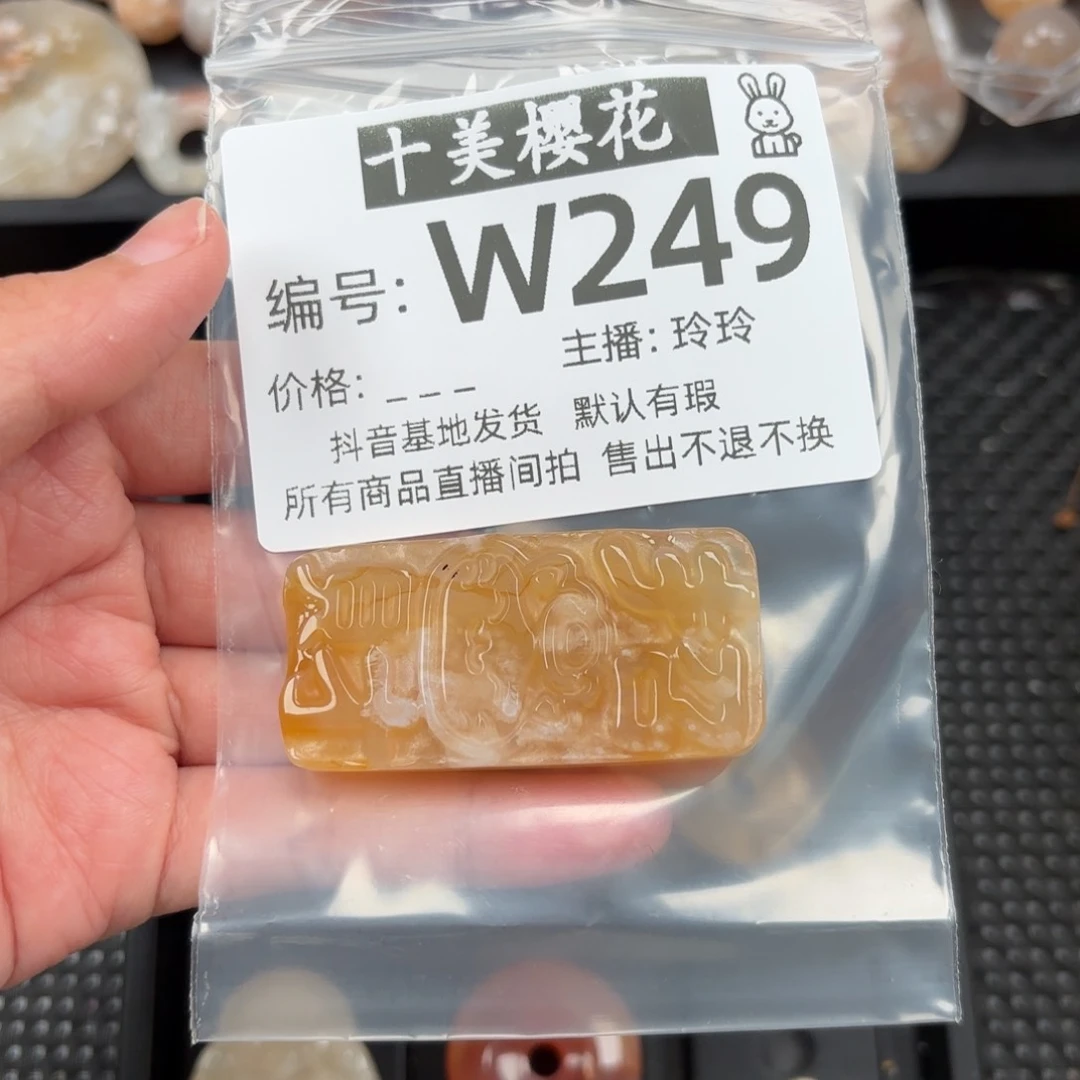 十美樱花
编号: W249
主播: 玲玲
价格: _ _ _
抖音基地发货 默认有瑕
所有商品直播间拍 售出不退不换